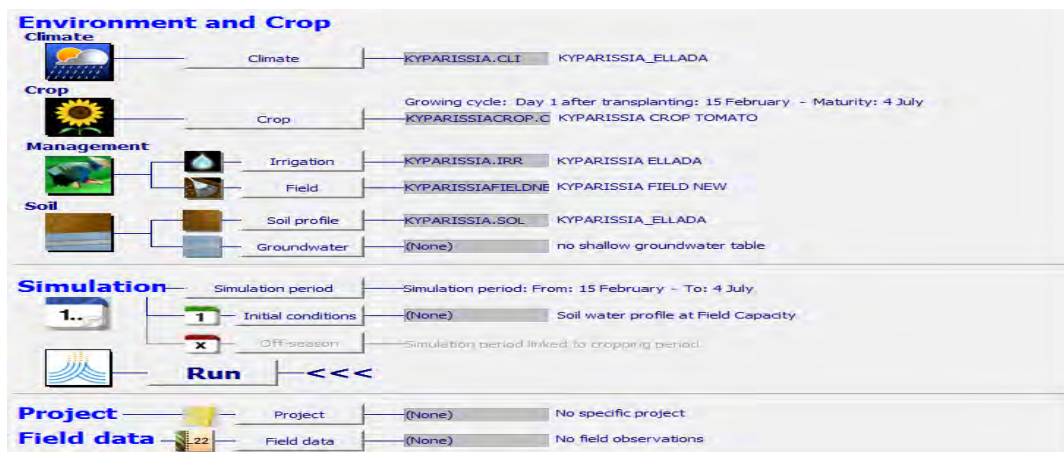 Environment and Crop
Climate
Climate KYPARISSIA.CLI KYPARISSIA_ELLADA
Crop
Growing cycle: Day 1 after transplanting: 15 February - Maturity: 4 July
Crop KYPARISSIACROP.C KYPARISSIA CROP TOMATO
Management
Irrigation KYPARISSIA.IRR KYPARISSIA ELLADA
Field KYPARISSIAFIELDNE KYPARISSIA FIELD NEW
Soil
Soil profile KYPARISSIA.SOL KYPARISSIA_ELLADA
Groundwater (None) no shallow groundwater table
Simulation Simulation period Simulation period: From: 15 February - To: 4 July
1.. 1 Initial conditions (None) Soil water profile at Field Capacity
x Off-season Simulation period linked to cropping period
Run <<<
Project Project (None) No specific project
Field data .22 Field data (None) No field observations